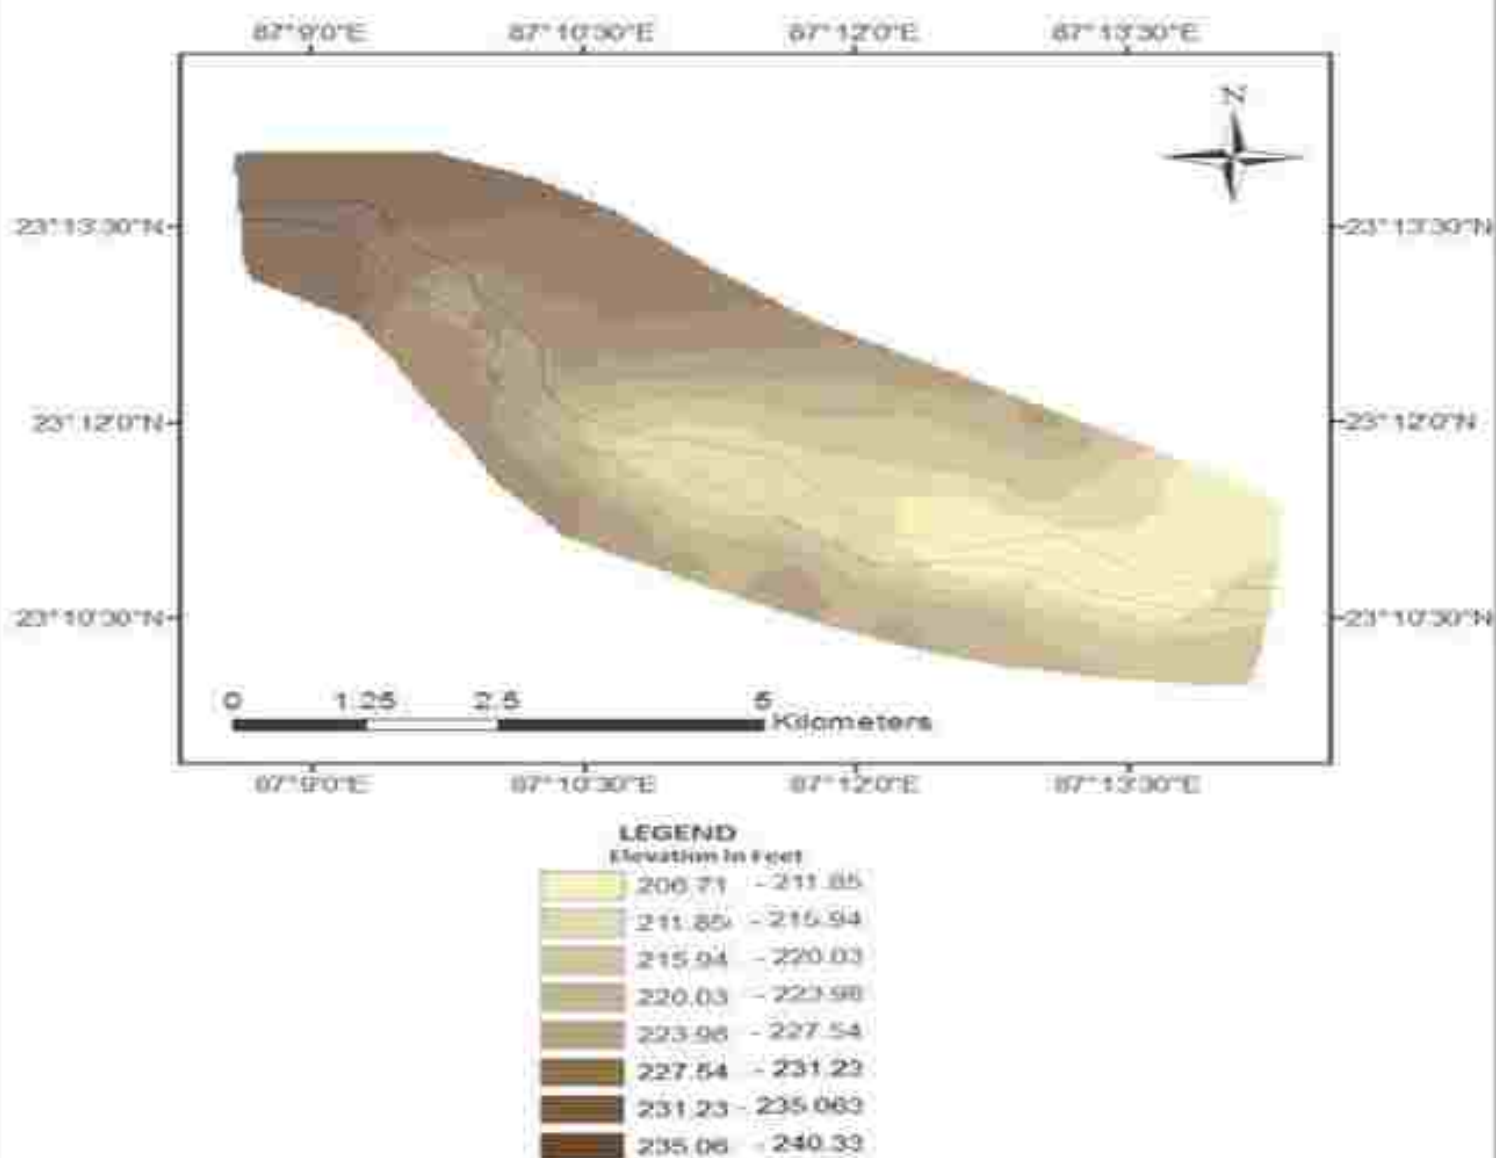 87°9'0"E 87°10'30"E 87°12'0"E 87°13'30"E
N
23°13'30"N 23°13'30"N
23°12'0"N 23°12'0"N
23°10'30"N 23°10'30"N
0 1.25 2.5 5
Kilometers
87°9'0"E 87°10'30"E 87°12'0"E 87°13'30"E
LEGEND
Elevation In Feet
206.71 - 211.85
211.85 - 215.94
215.94 - 220.03
220.03 - 223.98
223.98 - 227.54
227.54 - 231.23
231.23 - 235.063
235.06 - 240.33